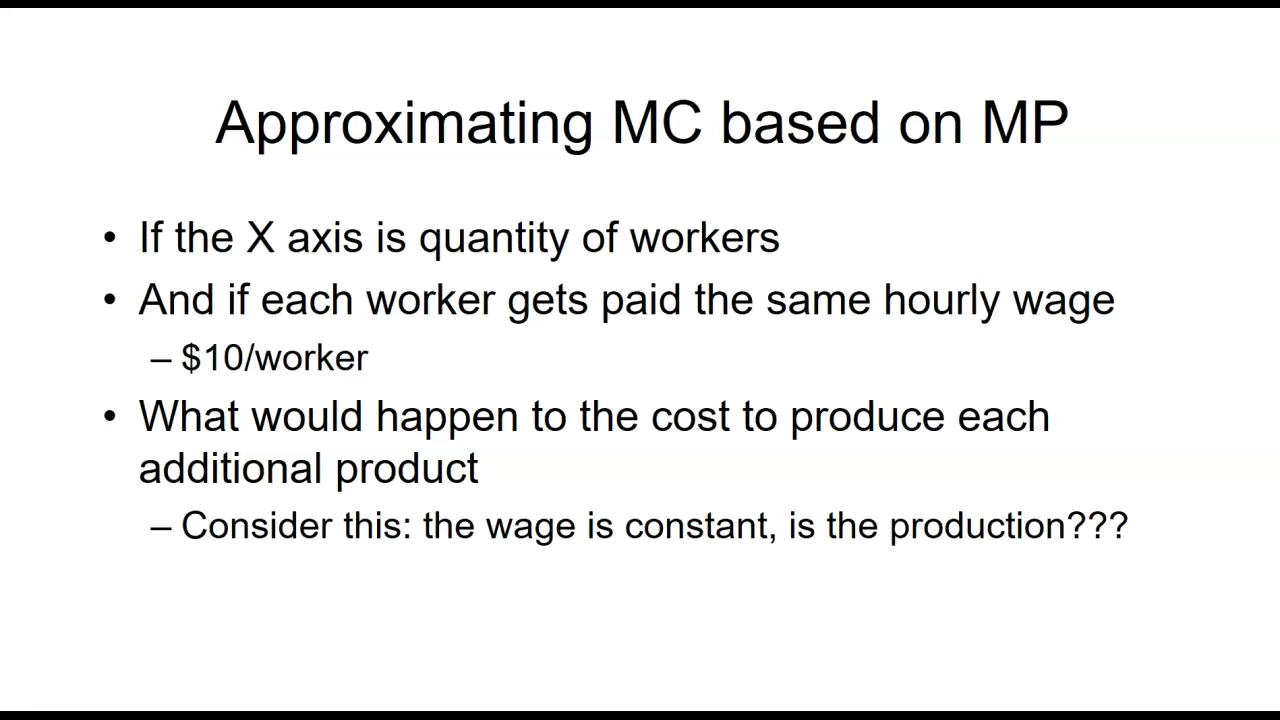 Approximating MC based on MP
• If the X axis is quantity of workers
• And if each worker gets paid the same hourly wage
– $10/worker
• What would happen to the cost to produce each
additional product
– Consider this: the wage is constant, is the production???